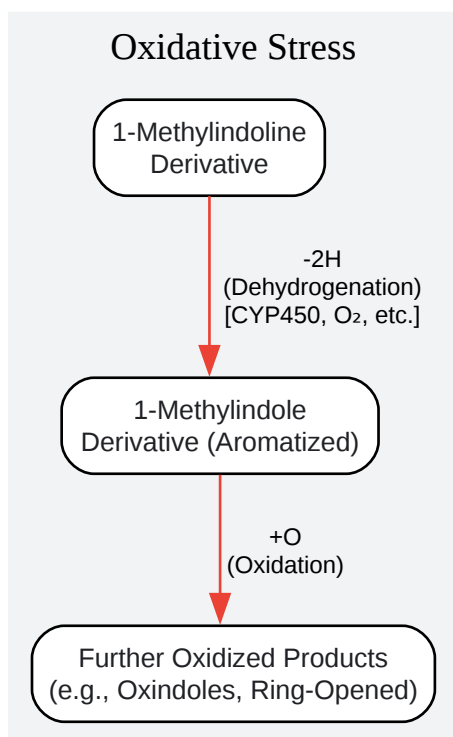 Oxidative Stress
1-Methylindoline
Derivative
-2H
(Dehydrogenation)
[CYP450, O₂, etc.]
1-Methylindole
Derivative (Aromatized)
+O
(Oxidation)
Further Oxidized Products
(e.g., Oxindoles, Ring-Opened)